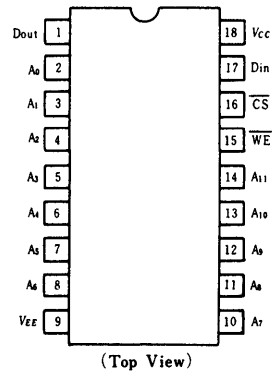 Dout 1 18 Vcc
A0 2 17 Din
A1 3 16 CS
A2 4 15 WE
A3 5 14 A11
A4 6 13 A10
A5 7 12 A9
A6 8 11 A8
VEE 9 10 A7
(Top View)